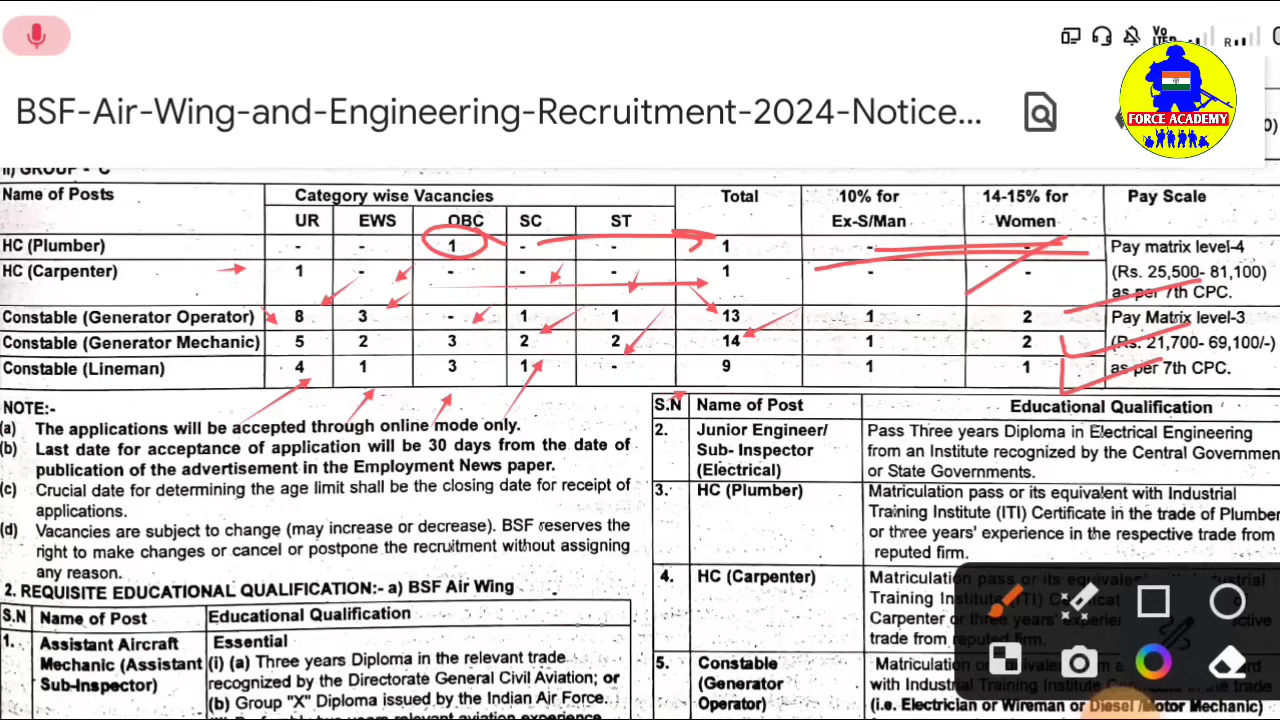 BSF-Air-Wing-and-Engineering-Recruitment-2024-Notice...
FORCE ACADEMY
II) GROUP - 'C'
Name of Posts Category wise Vacancies Total 10% for Ex-S/Man 14-15% for Women Pay Scale
UR EWS OBC SC ST
HC (Plumber) - - 1 - - 1 - - Pay matrix level-4
HC (Carpenter) 1 - - - - 1 - - (Rs. 25,500- 81,100)
as per 7th CPC.
Constable (Generator Operator) 8 3 - 1 1 13 1 2 Pay Matrix level-3
Constable (Generator Mechanic) 5 2 3 2 2 14 1 2 (Rs. 21,700- 69,100/-)
Constable (Lineman) 4 1 3 1 - 9 1 1 as per 7th CPC.
NOTE:-
(a) The applications will be accepted through online mode only.
(b) Last date for acceptance of application will be 30 days from the date of
publication of the advertisement in the Employment News paper.
(c) Crucial date for determining the age limit shall be the closing date for receipt of
applications.
(d) Vacancies are subject to change (may increase or decrease). BSF reserves the
right to make changes or cancel or postpone the recruitment without assigning
any reason.
2. REQUISITE EDUCATIONAL QUALIFICATION:- a) BSF Air Wing
S.N Name of Post Educational Qualification
1. Assistant Aircraft Essential
Mechanic (Assistant (i) (a) Three years Diploma in the relevant trade
Sub-Inspector) recognized by the Directorate General Civil Aviation; or
(b) Group "X" Diploma issued by the Indian Air Force.
S.N Name of Post Educational Qualification
2. Junior Engineer/ Pass Three years Diploma in Electrical Engineering
Sub- Inspector from an Institute recognized by the Central Governmen
(Electrical) or State Governments.
3. HC (Plumber) Matriculation pass or its equivalent with Industrial
Training Institute (ITI) Certificate in the trade of Plumber
or three years' experience in the respective trade from
reputed firm.
4. HC (Carpenter) Matriculation pass or its
Training Institute (ITI)
Carpenter or three years'
trade from reputed firm.
5. Constable Matriculation
(Generator with Industrial Training Institute
Operator) (i.e. Electrician or Wireman or Diesel /Motor Mechanic)